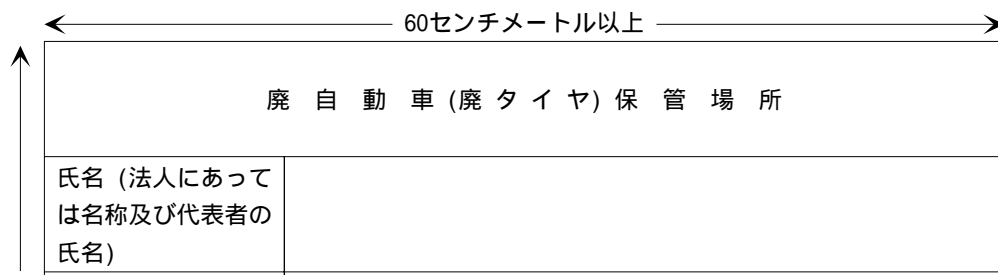 60センチメートル以上
廃自動車(廃タイヤ)保管場所
氏名 (法人にあって
は名称及び代表者の
氏名)